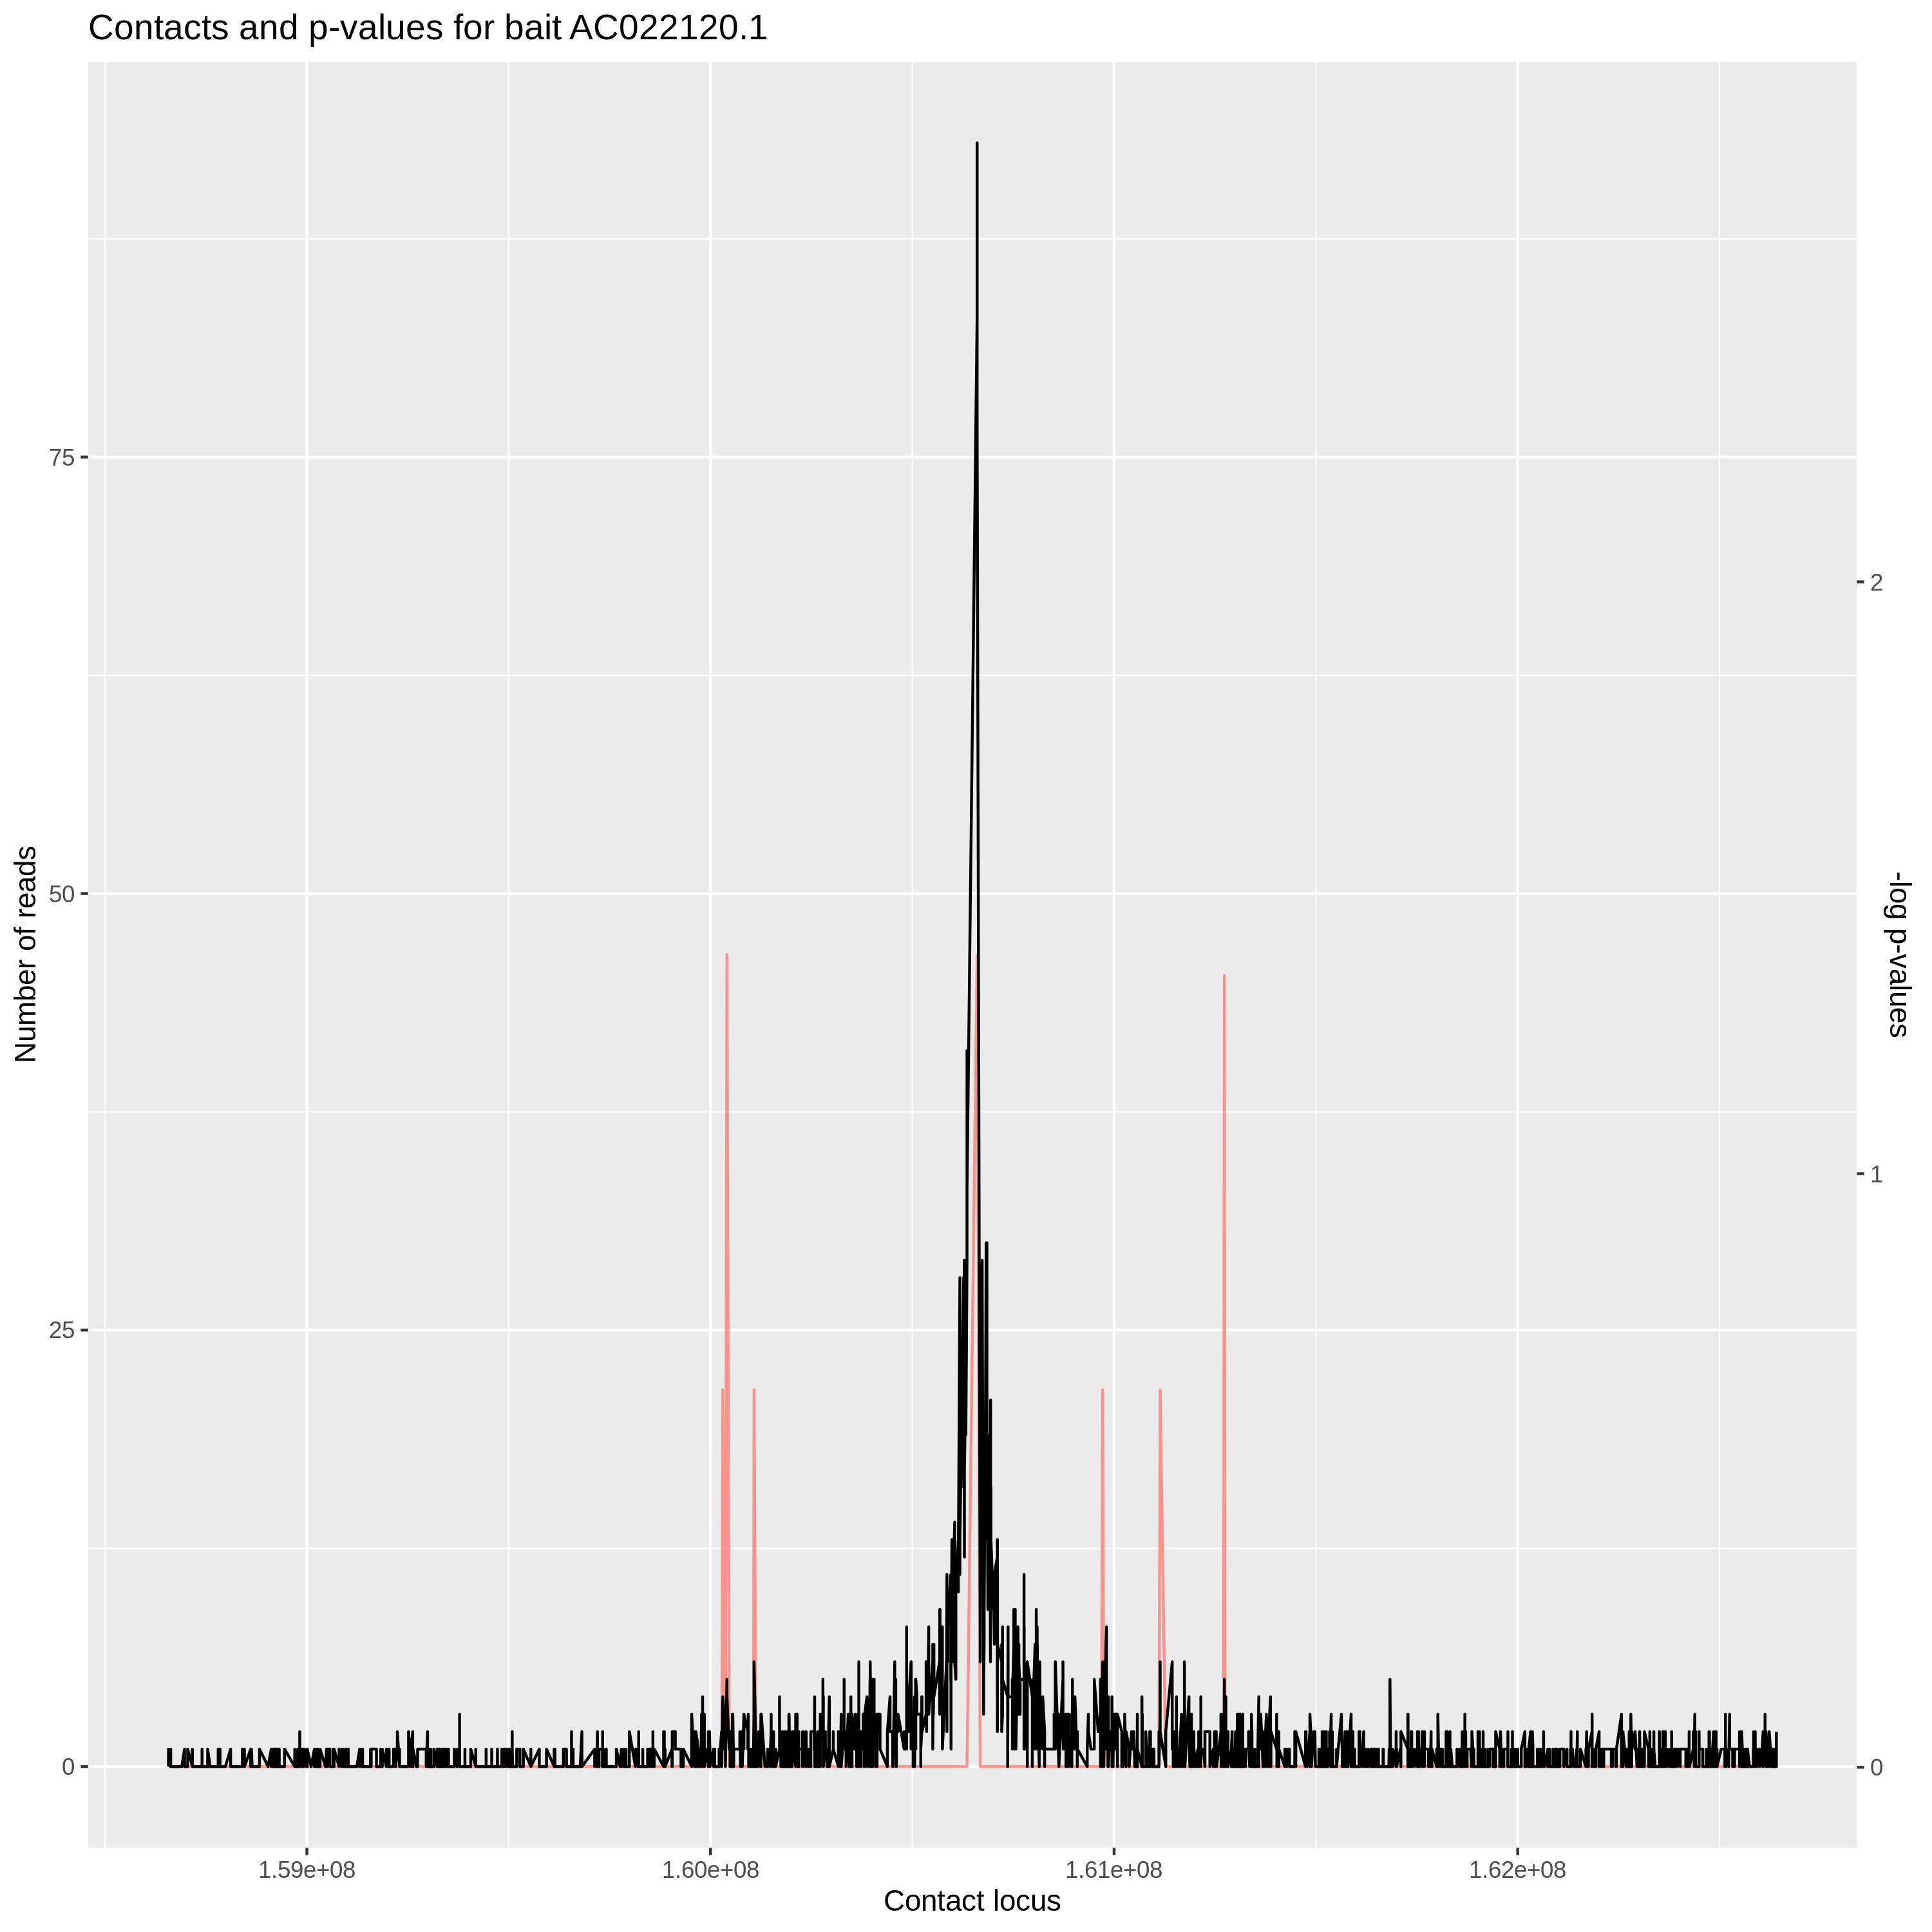 Contacts and p-values for bait AC022120.1
75
50
25
0
2
1
0
Number of reads
-log p-values
1.59e+08
1.60e+08
1.61e+08
1.62e+08
Contact locus